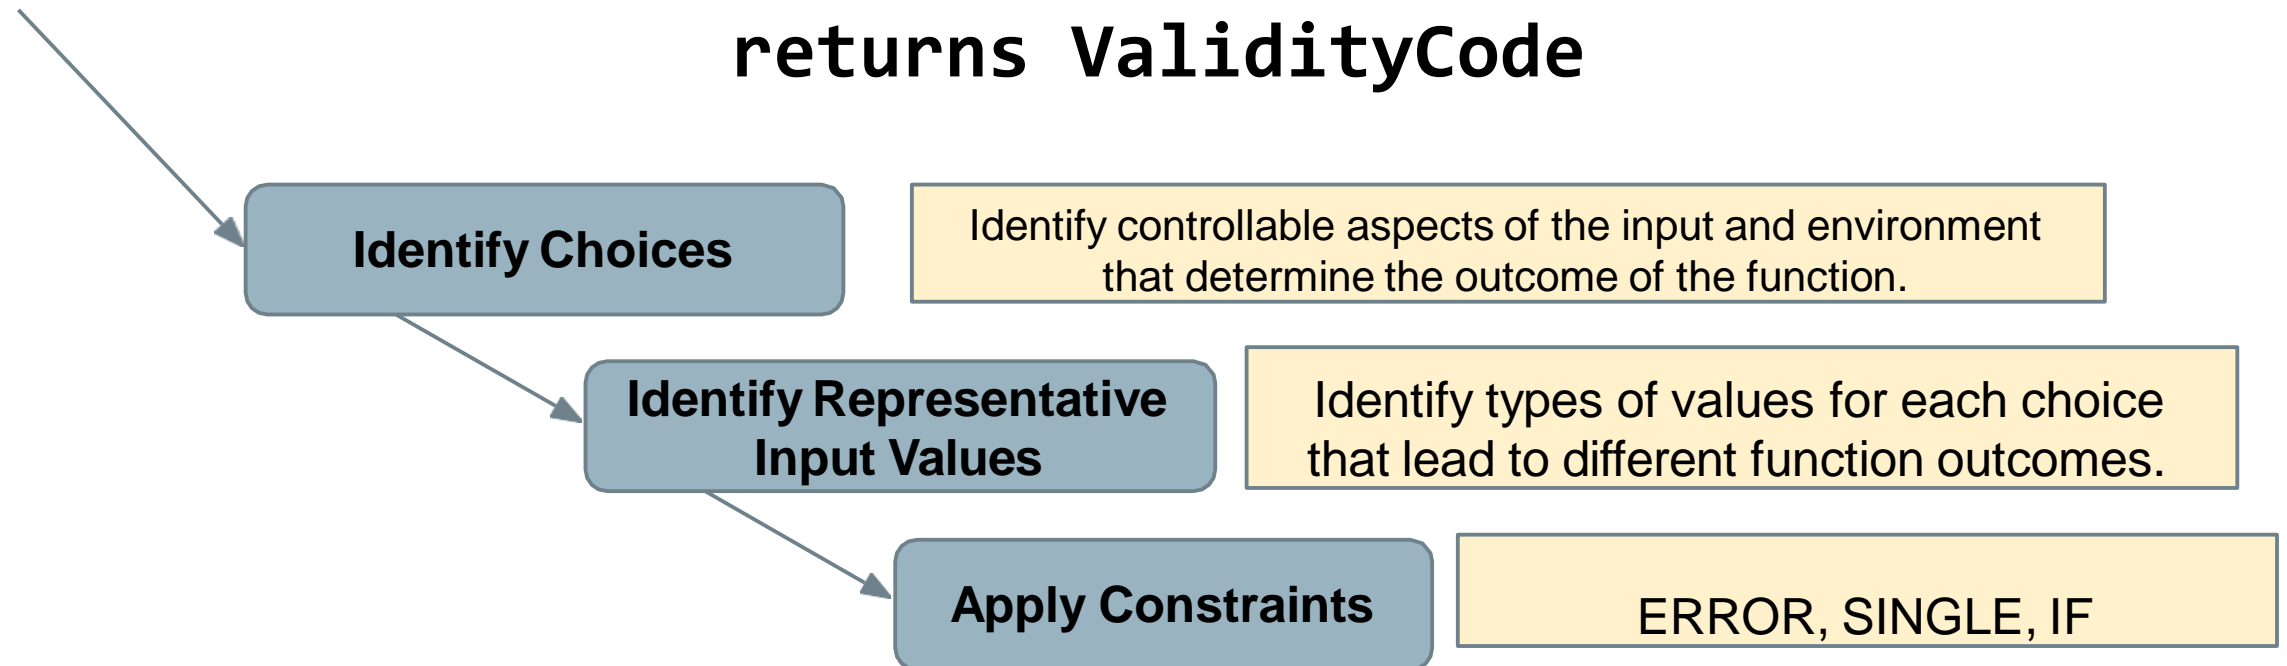 returns ValidityCode
Identify Choices
Identify controllable aspects of the input and environment
that determine the outcome of the function.
Identify Representative
Input Values
Identify types of values for each choice
that lead to different function outcomes.
Apply Constraints
ERROR, SINGLE, IF